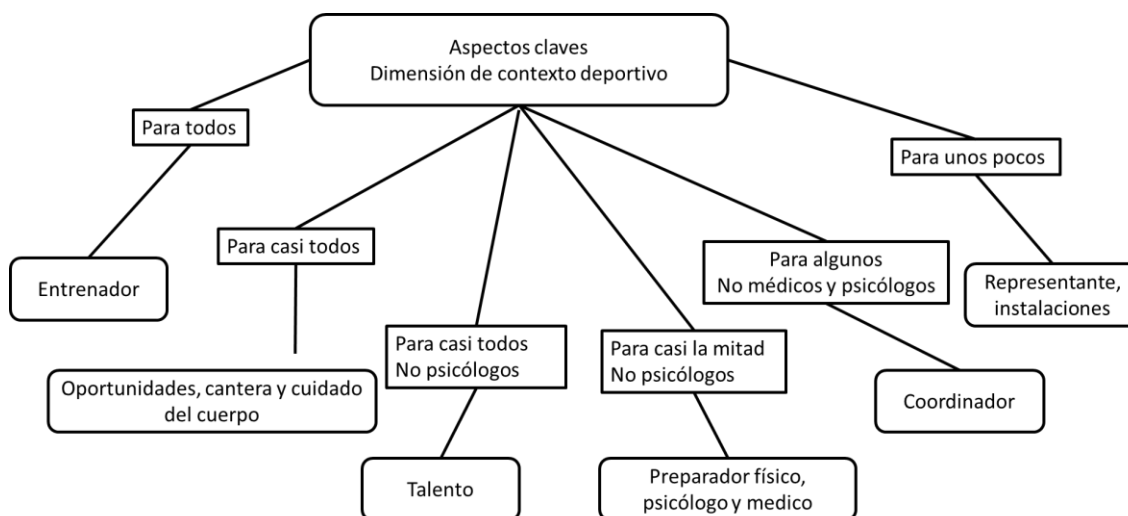 Aspectos claves
Dimensión de contexto deportivo
Para todos
Para unos pocos
Para casi todos
Para algunos
No médicos y psicólogos
Entrenador
Representante,
instalaciones
Para casi todos
No psicólogos
Para casi la mitad
No psicólogos
Oportunidades, cantera y cuidado
del cuerpo
Coordinador
Talento
Preparador físico,
psicólogo y medico